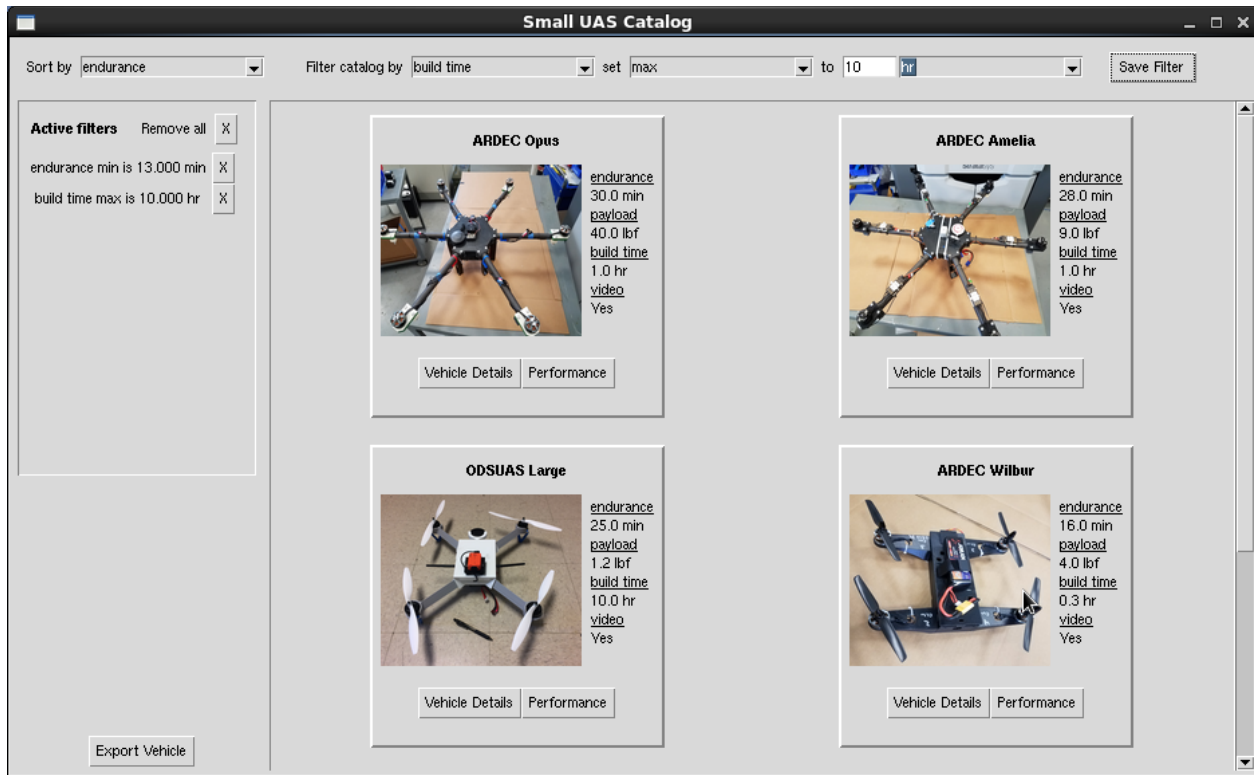 Small UAS Catalog
Sort by endurance Filter catalog by build time set max to 10 hr Save Filter
Active filters Remove all X
endurance min is 13.000 min X
build time max is 10.000 hr X
Export Vehicle
ARDEC Opus
endurance
30.0 min
payload
40.0 lbf
build time
1.0 hr
video
Yes
Vehicle Details Performance
ARDEC Amelia
endurance
28.0 min
payload
9.0 lbf
build time
1.0 hr
video
Yes
Vehicle Details Performance
ODSUAS Large
endurance
25.0 min
payload
1.2 lbf
build time
10.0 hr
video
Yes
Vehicle Details Performance
ARDEC Wilbur
endurance
16.0 min
payload
4.0 lbf
build time
0.3 hr
video
Yes
Vehicle Details Performance